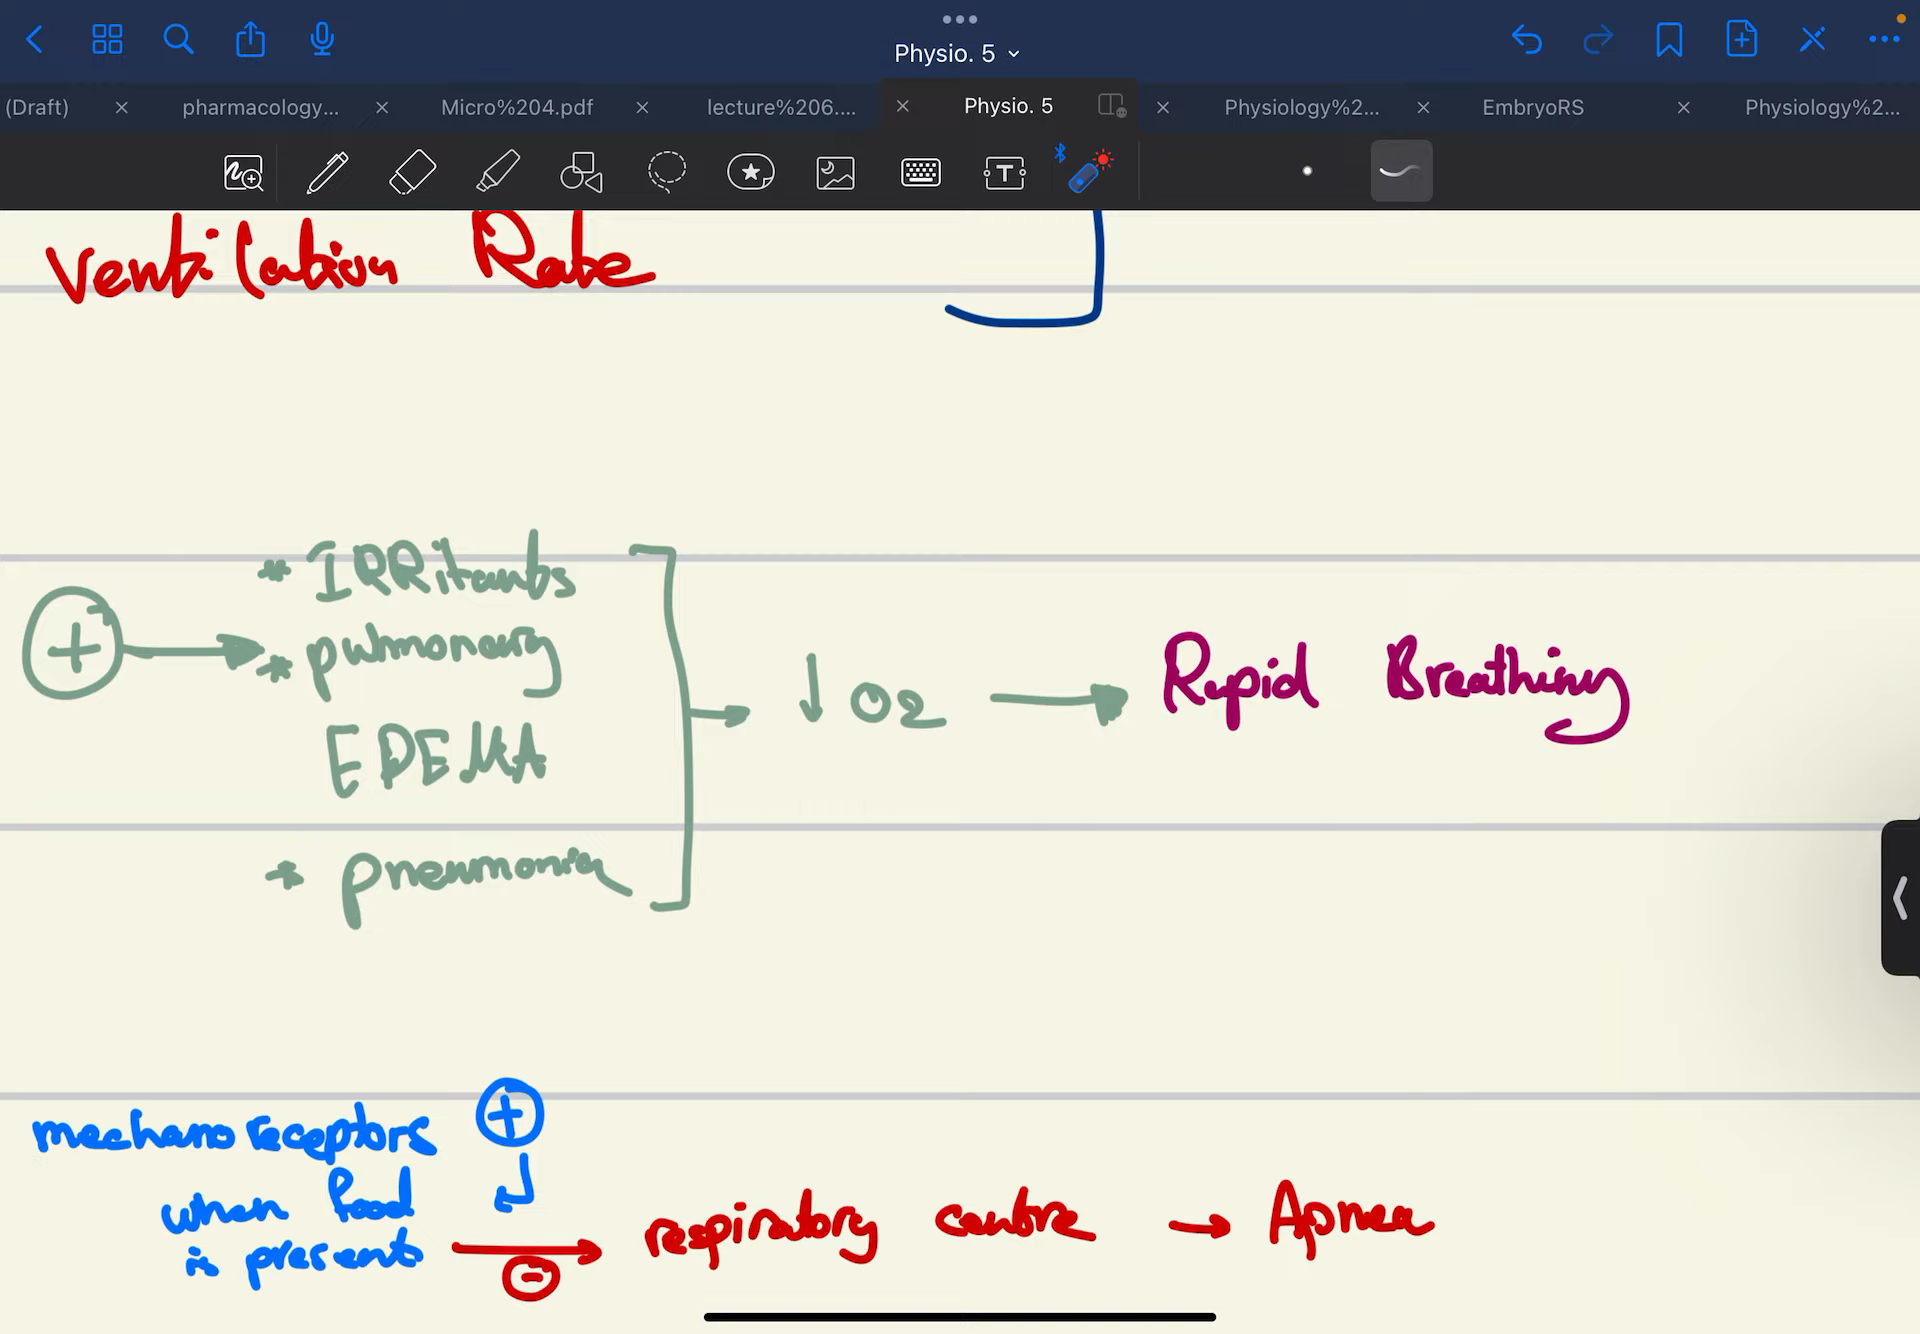 Physio. 5
(Draft)
pharmacology...
Micro%204.pdf
lecture%206....
Physio. 5
Physiology%2...
EmbryoRS
Physiology%2...
Ventilation Rate
+ → * IRRitants
* pulmonary
EDEMA
* pneumonia
→ ↓ O2 → Rapid Breathing
mechanoreceptors +
when food
is present
- → respiratory centre → Apnea